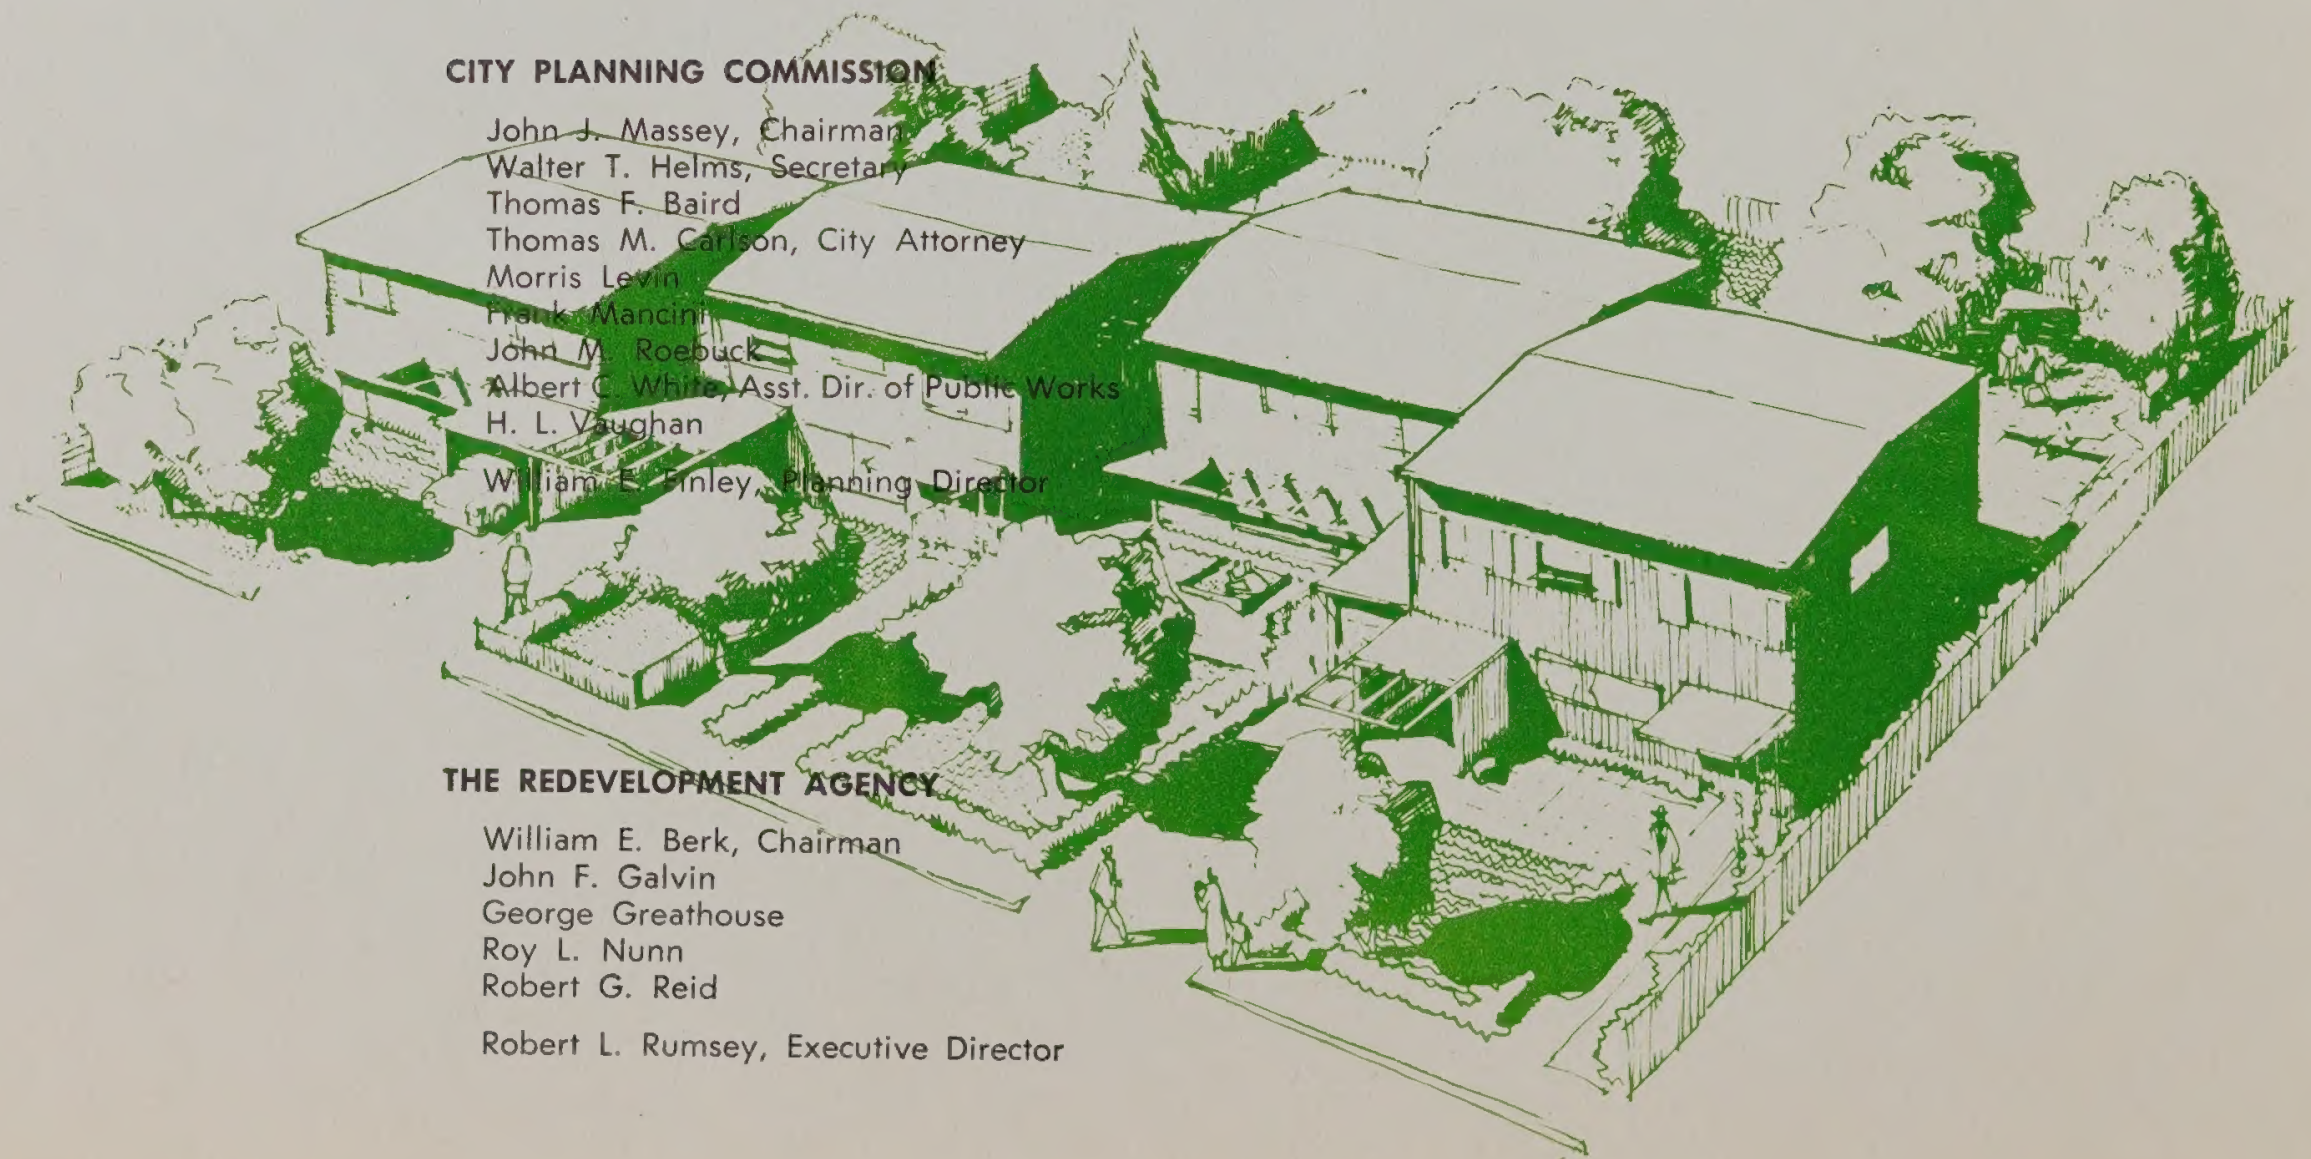 CITY PLANNING COMMISSION
John J. Massey, Chairman
Walter T. Helms, Secretary
Thomas F. Baird
Thomas M. Carlson, City Attorney
Morris Levin
Frank Mancini
John M. Roebuck
Albert C. White, Asst. Dir. of Public Works
H. L. Vaughan
William E. Finley, Planning Director
THE REDEVELOPMENT AGENCY
William E. Berk, Chairman
John F. Galvin
George Greathouse
Roy L. Nunn
Robert G. Reid
Robert L. Rumsey, Executive Director